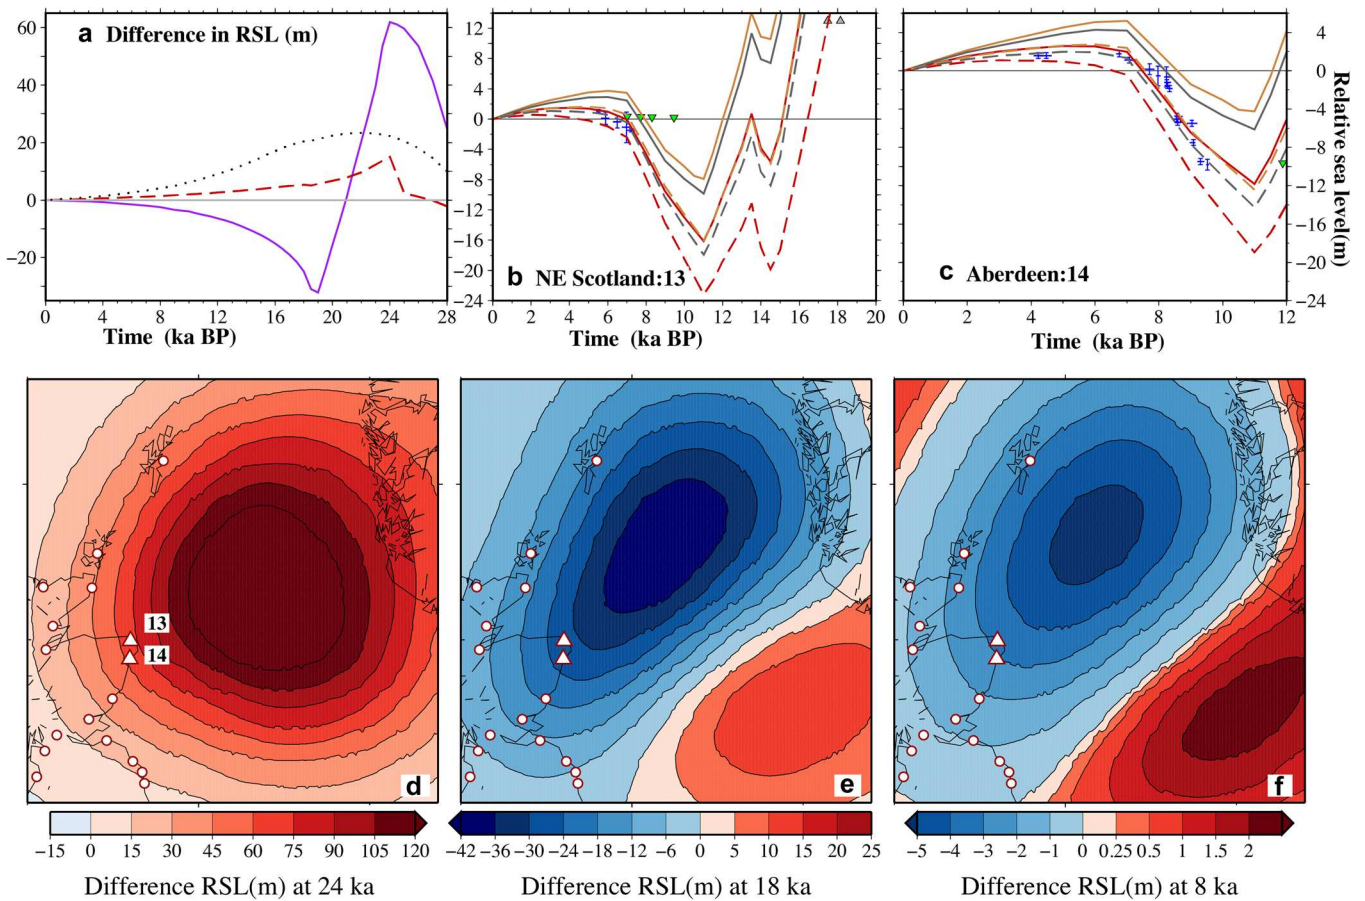 a Difference in RSL (m)
60
40
20
0
−20
0 4 8 12 16 20 24 28
Time (ka BP)
12
8
4
0
−4
−8
−12
−16
−20
−24
b NE Scotland:13
0 2 4 6 8 10 12 14 16 18 20
Time (ka BP)
c Aberdeen:14
0 2 4 6 8 10 12
Time (ka BP)
4
0
−4
−8
−12
−16
−20
−24
Relative sea level(m)
13
14
d
e
f
−15 0 15 30 45 60 75 90 105 120
Difference RSL(m) at 24 ka
−42 −36 −30 −24 −18 −12 −6 0 5 10 15 20 25
Difference RSL(m) at 18 ka
−5 −4 −3 −2 −1 0 0.25 0.5 1 1.5 2
Difference RSL(m) at 8 ka